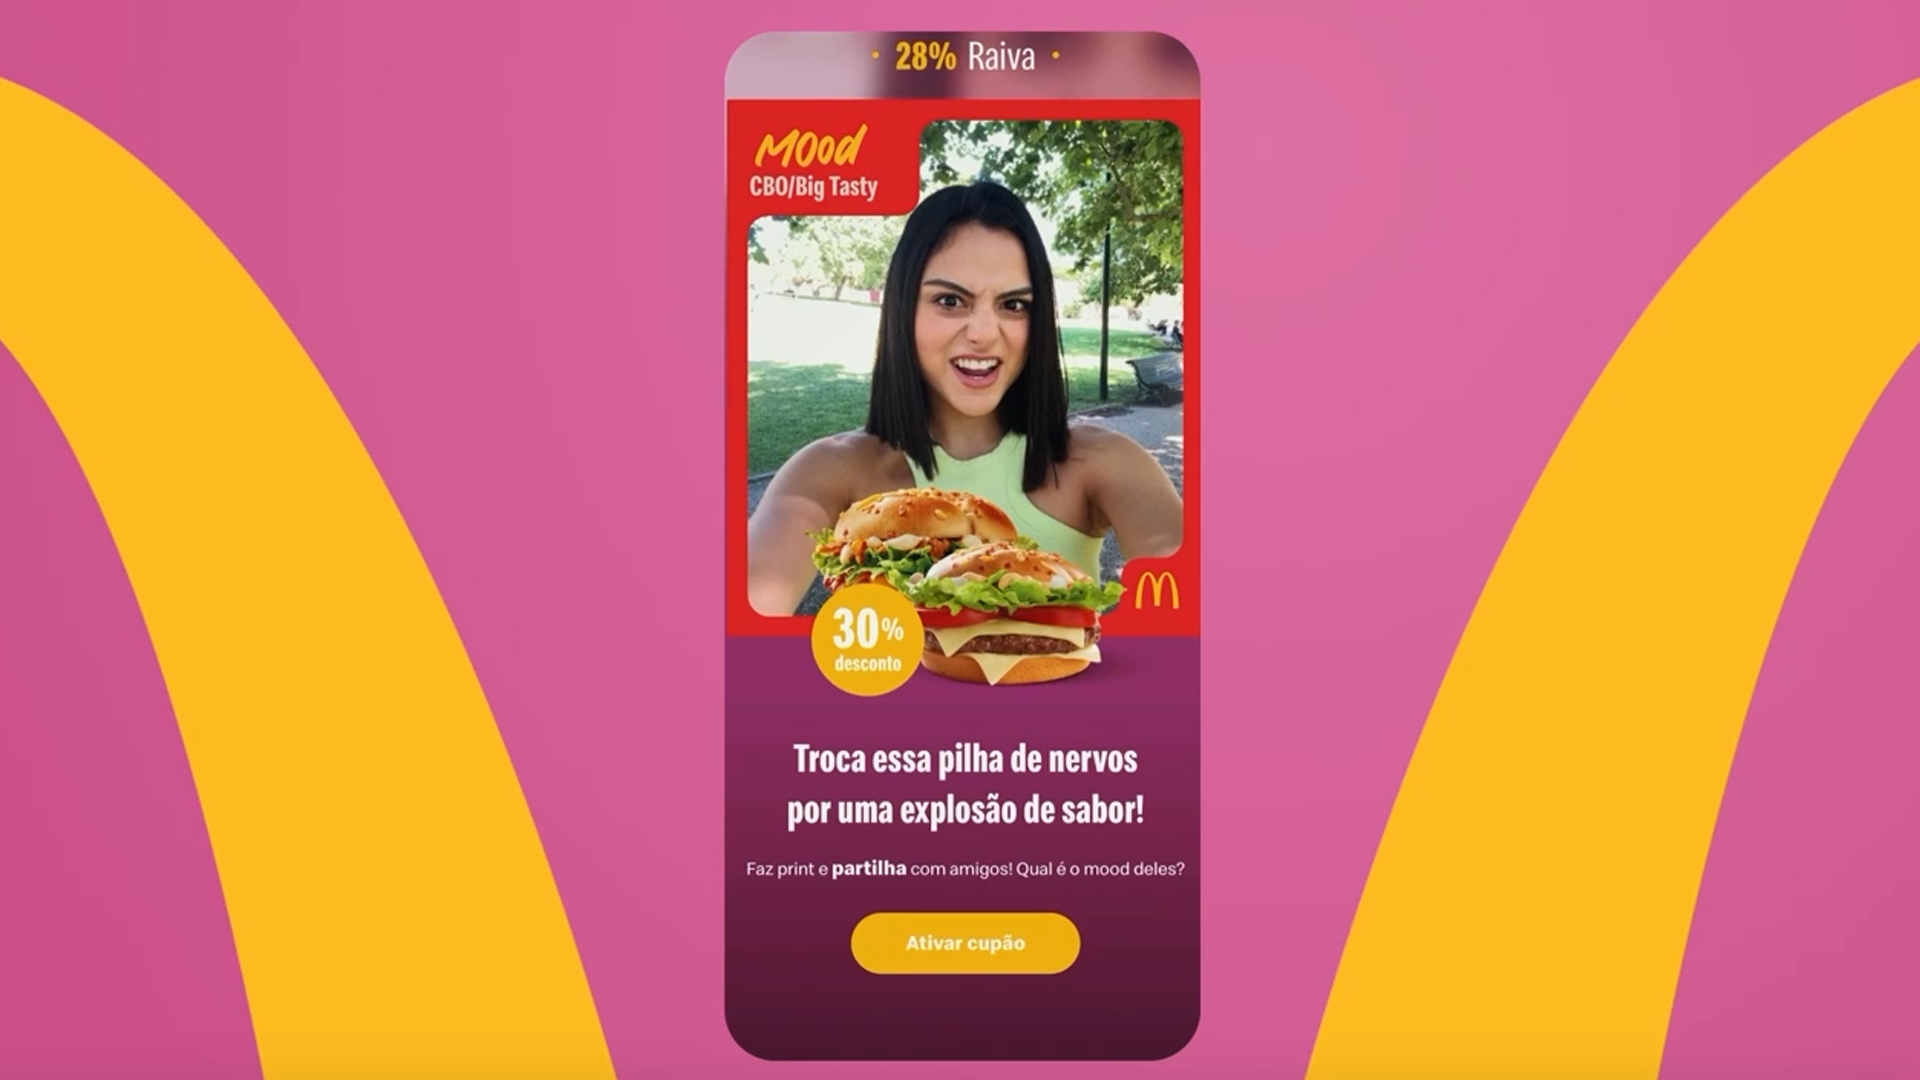 • 28% Raiva •
MOod
CBO/Big Tasty
30%
desconto
Troca essa pilha de nervos
por uma explosão de sabor!
Faz print e partilha com amigos! Qual é o mood deles?
Ativar cupão